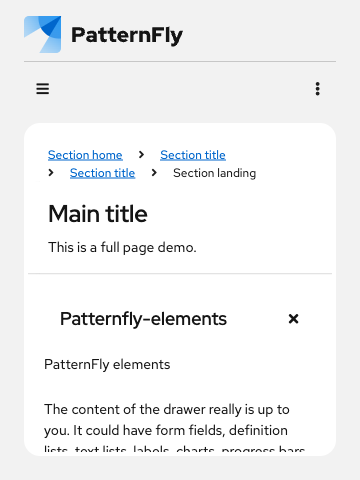 PatternFly
Section home
Section title
Section title
Section landing
Main title
This is a full page demo.
Patternfly-elements
PatternFly elements
The content of the drawer really is up to
you. It could have form fields, definition
lists, text lists, labels, charts, progress bars